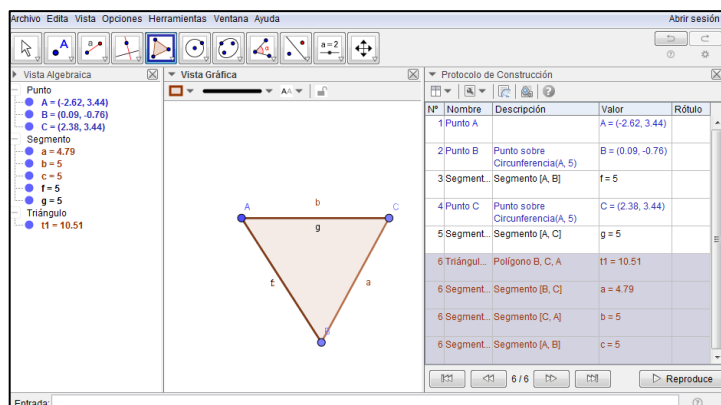 Archivo Edita Vista Opciones Herramientas Ventana Ayuda Abrir sesión
A a=2
Vista Algebraica
Punto
A = (-2.62, 3.44)
B = (0.09, -0.76)
C = (2.38, 3.44)
Segmento
a = 4.79
b = 5
c = 5
f = 5
g = 5
Triángulo
t1 = 10.51
Vista Gráfica
AA
b
A C
g
f a
B
Protocolo de Construcción
Nº Nombre Descripción Valor Rótulo
1 Punto A A = (-2.62, 3.44)
2 Punto B Punto sobre B = (0.09, -0.76)
Circunferencia(A, 5)
3 Segment... Segmento [A, B] f = 5
4 Punto C Punto sobre C = (2.38, 3.44)
Circunferencia(A, 5)
5 Segment... Segmento [A, C] g = 5
6 Triángul... Polígono B, C, A t1 = 10.51
6 Segment... Segmento [B, C] a = 4.79
6 Segment... Segmento [C, A] b = 5
6 Segment... Segmento [A, B] c = 5
6 / 6 Reproduce
Entrada: